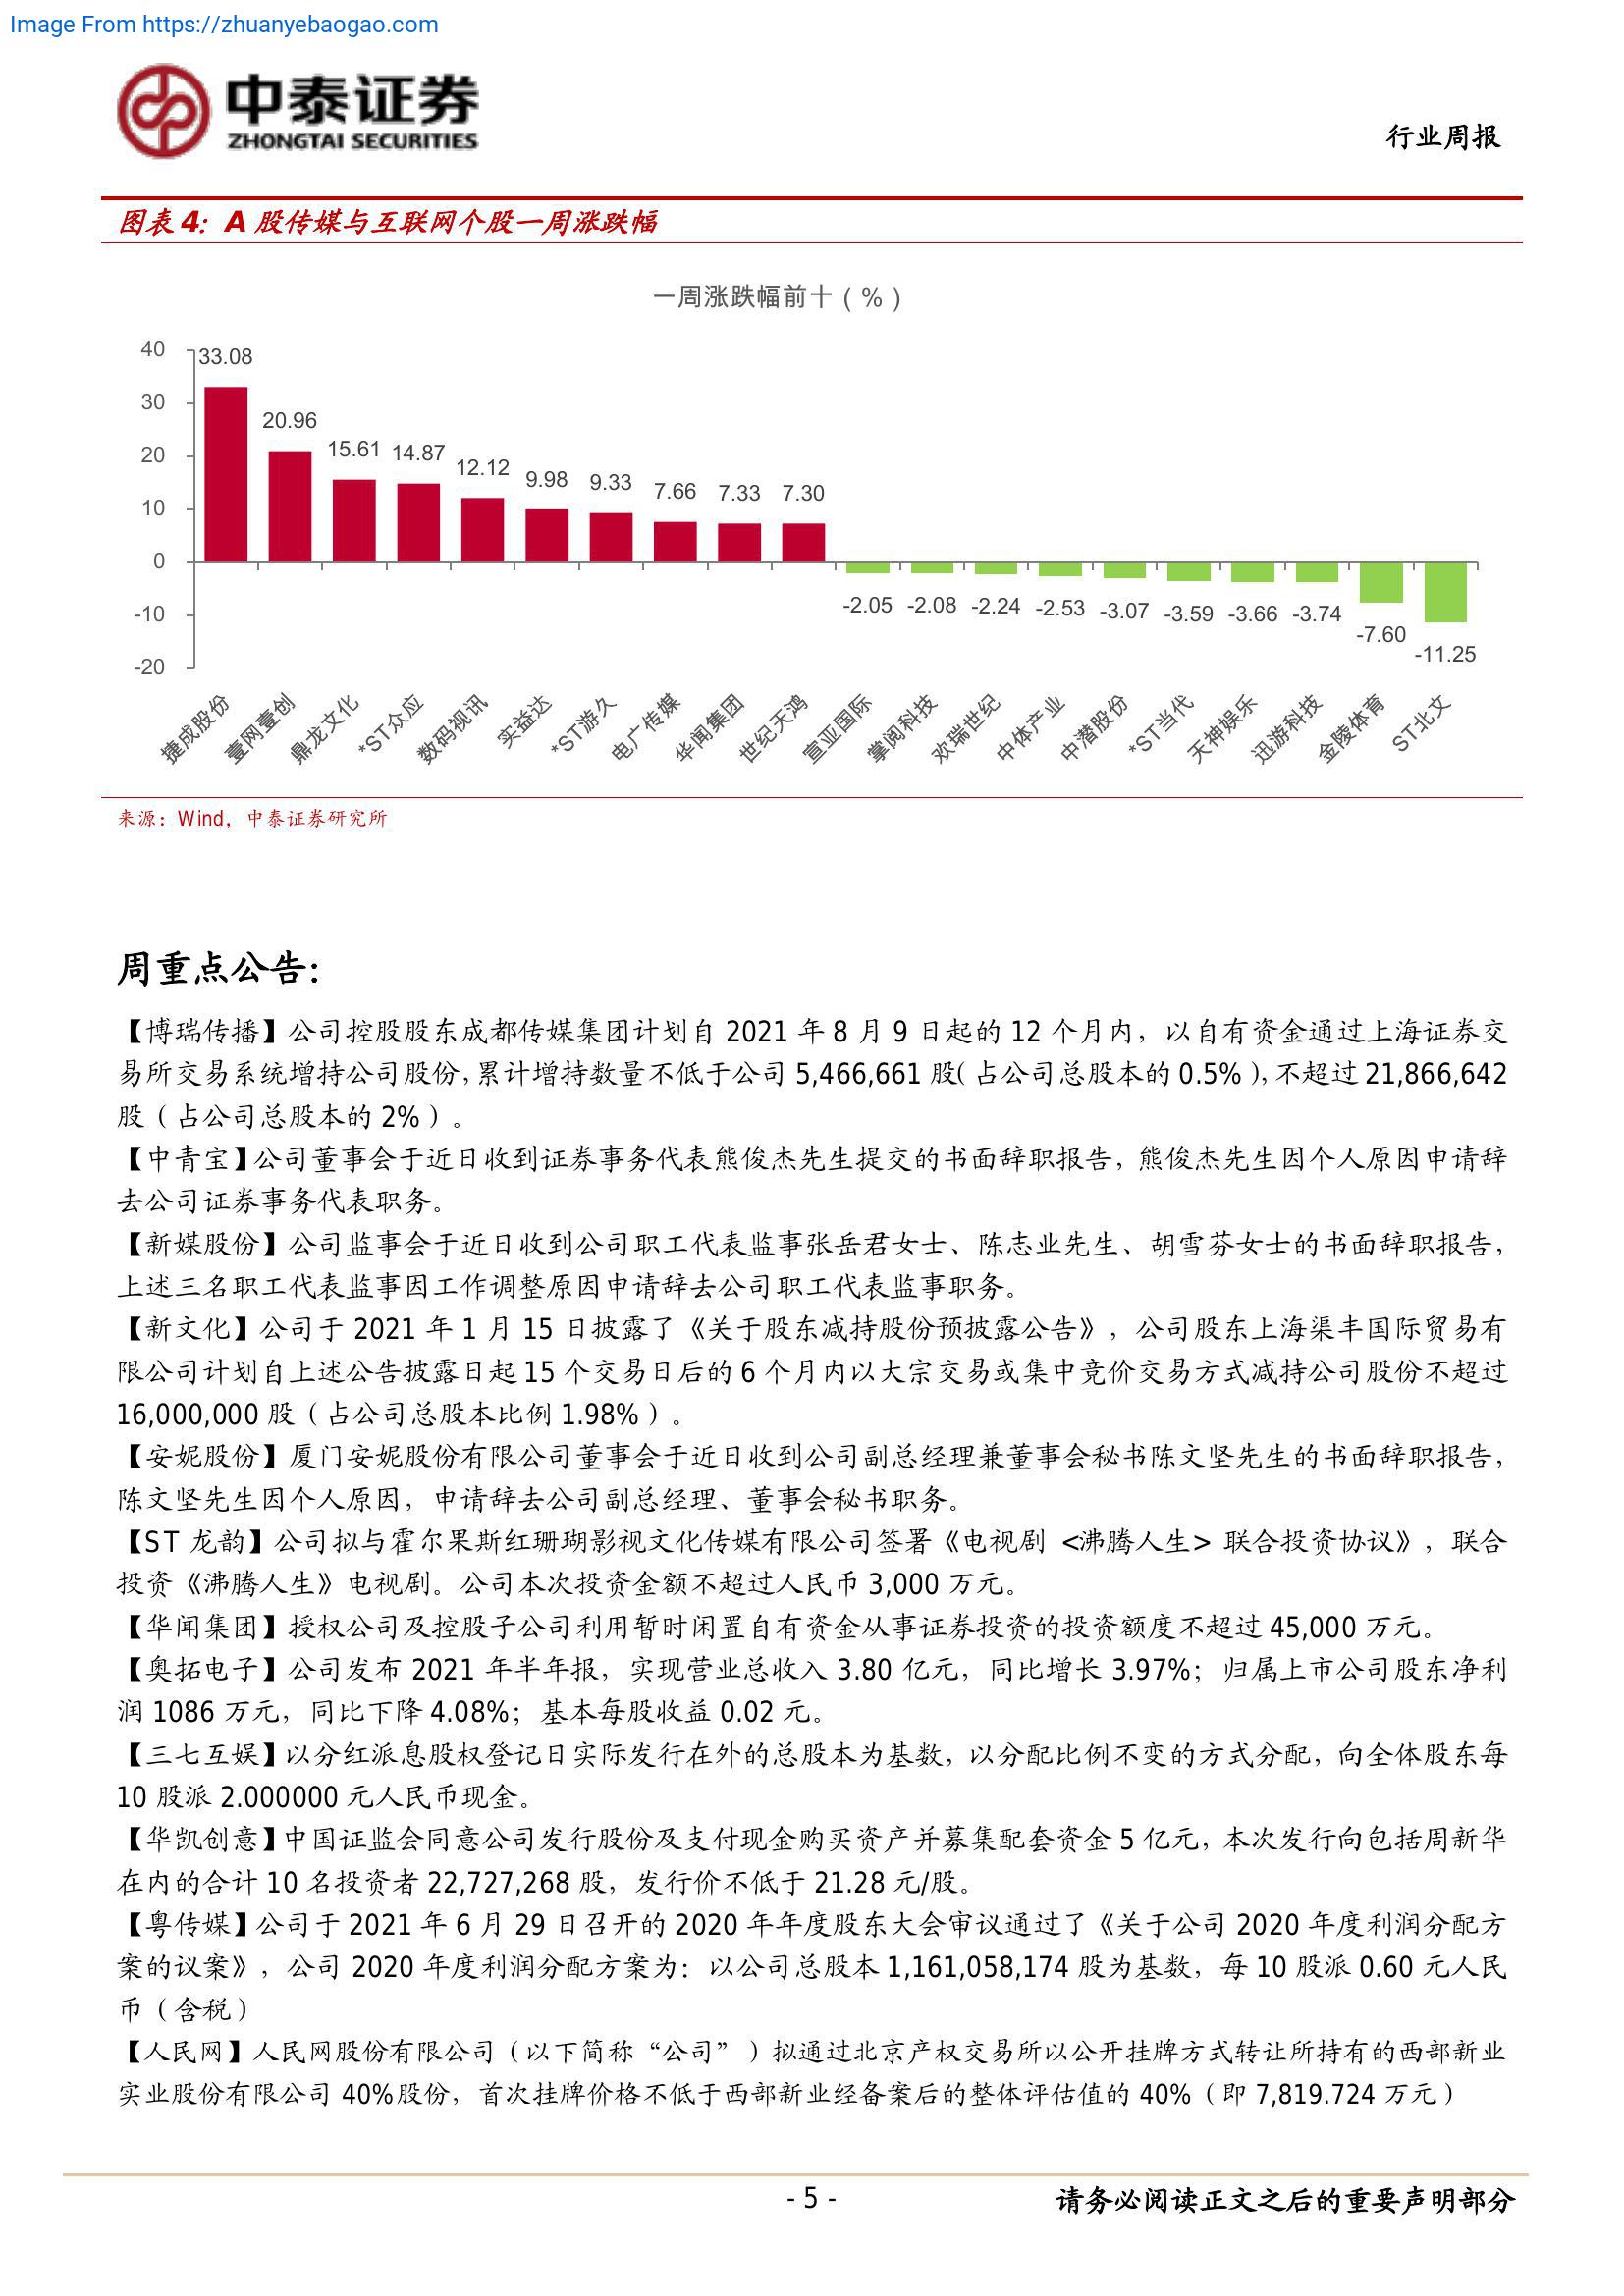 Image From https://zhuanyebaogao.com
中泰证券
ZHONGTAI SECURITIES
行业周报
图表 4：A 股传媒与互联网个股一周涨跌幅
一周涨跌幅前十（%）
40
30
20
10
0
-10
-20
33.08
20.96
15.61
14.87
12.12
9.98
9.33
7.66
7.33
7.30
-2.05
-2.08
-2.24
-2.53
-3.07
-3.59
-3.66
-3.74
-7.60
-11.25
捷成股份
壹网壹创
鼎龙文化
*ST众应
数码视讯
实益达
*ST游久
电广传媒
华闻集团
世纪天鸿
宣亚国际
掌阅科技
欢瑞世纪
中体产业
中潜股份
*ST当代
天神娱乐
迅游科技
金陵体育
ST北文
来源：Wind，中泰证券研究所
周重点公告：
【博瑞传播】公司控股股东成都传媒集团计划自 2021 年 8 月 9 日起的 12 个月内，以自有资金通过上海证券交
易所交易系统增持公司股份，累计增持数量不低于公司 5,466,661 股（占公司总股本的 0.5%），不超过 21,866,642
股（占公司总股本的 2%）。
【中青宝】公司董事会于近日收到证券事务代表熊俊杰先生提交的书面辞职报告，熊俊杰先生因个人原因申请辞
去公司证券事务代表职务。
【新媒股份】公司监事会于近日收到公司职工代表监事张岳君女士、陈志业先生、胡雪芬女士的书面辞职报告，
上述三名职工代表监事因工作调整原因申请辞去公司职工代表监事职务。
【新文化】公司于 2021 年 1 月 15 日披露了《关于股东减持股份预披露公告》，公司股东上海渠丰国际贸易有
限公司计划自上述公告披露日起 15 个交易日后的 6 个月内以大宗交易或集中竞价交易方式减持公司股份不超过
16,000,000 股（占公司总股本比例 1.98%）。
【安妮股份】厦门安妮股份有限公司董事会于近日收到公司副总经理兼董事会秘书陈文坚先生的书面辞职报告，
陈文坚先生因个人原因，申请辞去公司副总经理、董事会秘书职务。
【ST 龙韵】公司拟与霍尔果斯红珊瑚影视文化传媒有限公司签署《电视剧 <沸腾人生> 联合投资协议》，联合
投资《沸腾人生》电视剧。公司本次投资金额不超过人民币 3,000 万元。
【华闻集团】授权公司及控股子公司利用暂时闲置自有资金从事证券投资的投资额度不超过 45,000 万元。
【奥拓电子】公司发布 2021 年半年报，实现营业总收入 3.80 亿元，同比增长 3.97%；归属上市公司股东净利
润 1086 万元，同比下降 4.08%；基本每股收益 0.02 元。
【三七互娱】以分红派息股权登记日实际发行在外的总股本为基数，以分配比例不变的方式分配，向全体股东每
10 股派 2.000000 元人民币现金。
【华凯创意】中国证监会同意公司发行股份及支付现金购买资产并募集配套资金 5 亿元，本次发行向包括周新华
在内的合计 10 名投资者 22,727,268 股，发行价不低于 21.28 元/股。
【粤传媒】公司于 2021 年 6 月 29 日召开的 2020 年年度股东大会审议通过了《关于公司 2020 年度利润分配方
案的议案》，公司 2020 年度利润分配方案为：以公司总股本 1,161,058,174 股为基数，每 10 股派 0.60 元人民
币（含税）
【人民网】人民网股份有限公司（以下简称“公司”）拟通过北京产权交易所以公开挂牌方式转让所持有的西部新业
实业股份有限公司 40%股份，首次挂牌价格不低于西部新业经备案后的整体评估值的 40%（即 7,819.724 万元）
- 5 -
请务必阅读正文之后的重要声明部分